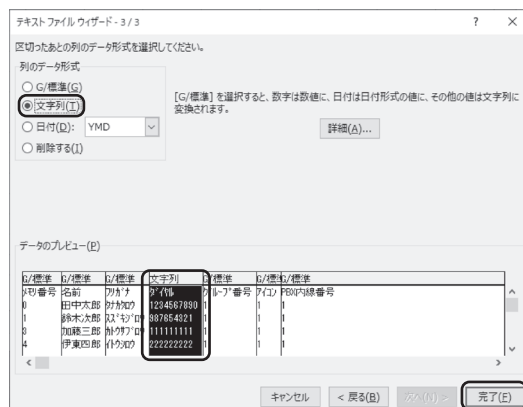 テキスト ファイル ウィザード - 3 / 3 ? ×
区切ったあとの列のデータ形式を選択してください。
列のデータ形式
G/標準(G)
文字列(T)
日付(D): YMD
削除する(I)
[G/標準] を選択すると、数字は数値に、日付は日付形式の値に、その他の値は文字列に
変換されます。
詳細(A)...
データのプレビュー(P)
G/標準 G/標準 G/標準 文字列 G/標準 G/標準 G/標準
メモリ番号 名前 フリガナ ダイヤル グループ番号 アイコン PBX内線番号
0 田中太郎 タナカタロウ 1234567890 1 1 1
1 鈴木次郎 スズキジロウ 987654321 1 1 1
3 加藤三郎 カトウサブロウ 111111111 1 1 1
4 伊東四郎 イトウシロウ 222222222 1 1 1
キャンセル < 戻る(B) 次へ(N) > 完了(F)